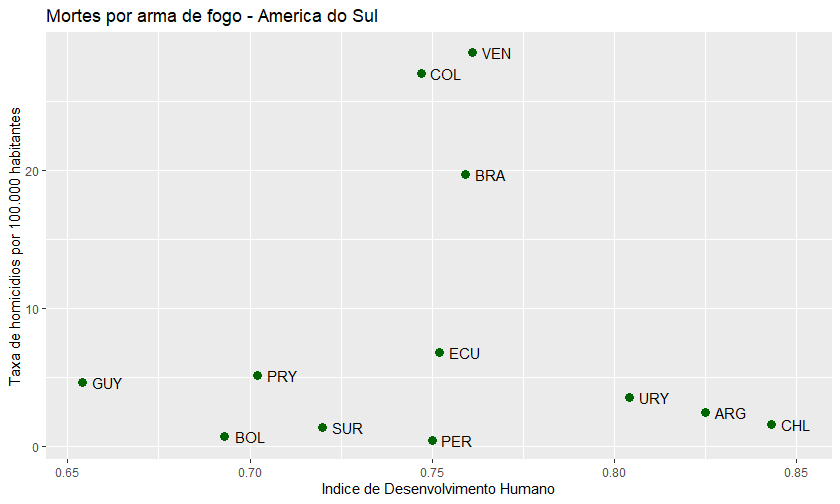 Mortes por arma de fogo - America do Sul
Taxa de homicidios por 100.000 habitantes
20
10
0
VEN
COL
BRA
ECU
PRY
GUY
URY
ARG
CHL
SUR
BOL
PER
0.65 0.70 0.75 0.80 0.85
Indice de Desenvolvimento Humano